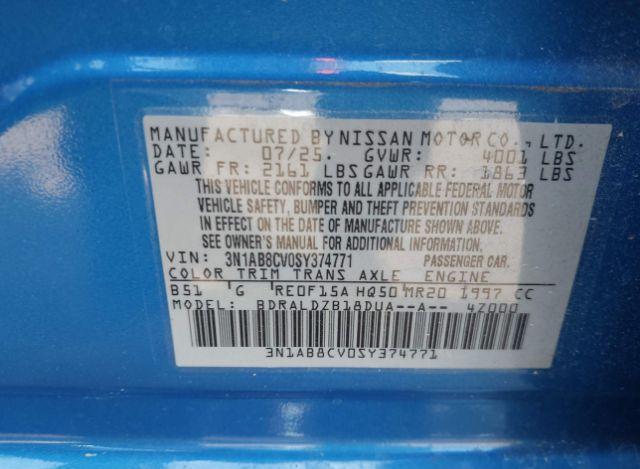 MANUFACTURED BY NISSAN MOTOR CO., LTD.
DATE: 07/25. GVWR: 4001 LBS
GAWR FR: 2161 LBS GAWR RR: 1863 LBS
THIS VEHICLE CONFORMS TO ALL APPLICABLE FEDERAL MOTOR
VEHICLE SAFETY, BUMPER AND THEFT PREVENTION STANDARDS
IN EFFECT ON THE DATE OF MANUFACTURE SHOWN ABOVE.
SEE OWNER'S MANUAL FOR ADDITIONAL INFORMATION.
VIN: 3N1AB8CV0SY374771 PASSENGER CAR.
COLOR TRIM TRANS AXLE ENGINE
B51 G RE0F15A HQ50 MR20 1997 CC
MODEL: BDRALDZB18DUA--A-- 4Z000
3N1AB8CV0SY374771